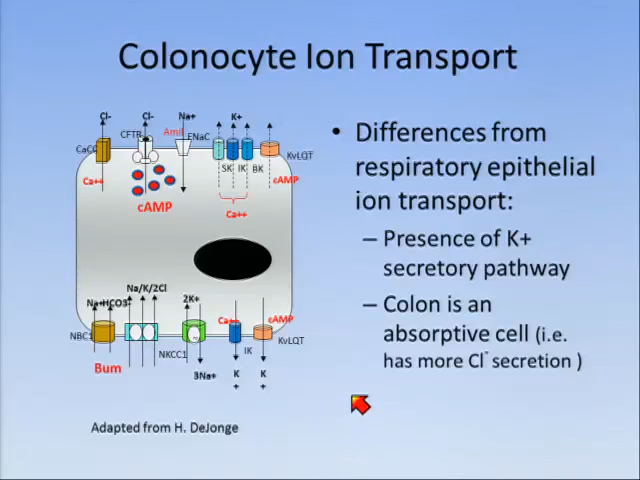 Colonocyte Ion Transport
Cl-
Cl-
Na+
K+
CFTR
Amil
ENaC
CaCC
KvLQT
SK
IK
BK
Ca++
cAMP
cAMP
Ca++
• Differences from
respiratory epithelial
ion transport:
– Presence of K+
secretory pathway
– Colon is an
absorptive cell (i.e.
has more Cl- secretion )
Na/K/2Cl
Na+HCO3-
2K+
Ca++
cAMP
NBC1
KvLQT
IK
NKCC1
Bum
3Na+
K
+
K
+
Adapted from H. DeJonge